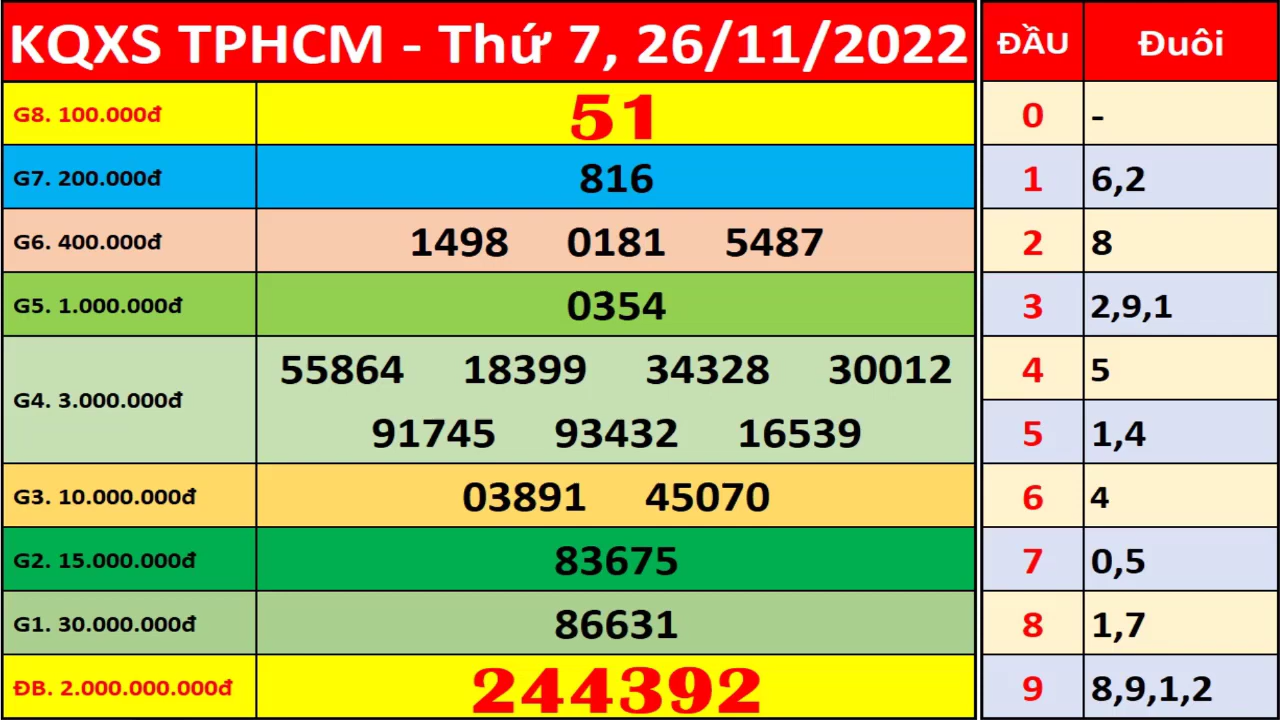 KQXS TPHCM - Thứ 7, 26/11/2022
G8. 100.000đ 51
G7. 200.000đ 816
G6. 400.000đ 1498 0181 5487
G5. 1.000.000đ 0354
G4. 3.000.000đ 55864 18399 34328 30012
91745 93432 16539
G3. 10.000.000đ 03891 45070
G2. 15.000.000đ 83675
G1. 30.000.000đ 86631
ĐB. 2.000.000.000đ 244392
ĐẦU Đuôi
0 -
1 6,2
2 8
3 2,9,1
4 5
5 1,4
6 4
7 0,5
8 1,7
9 8,9,1,2